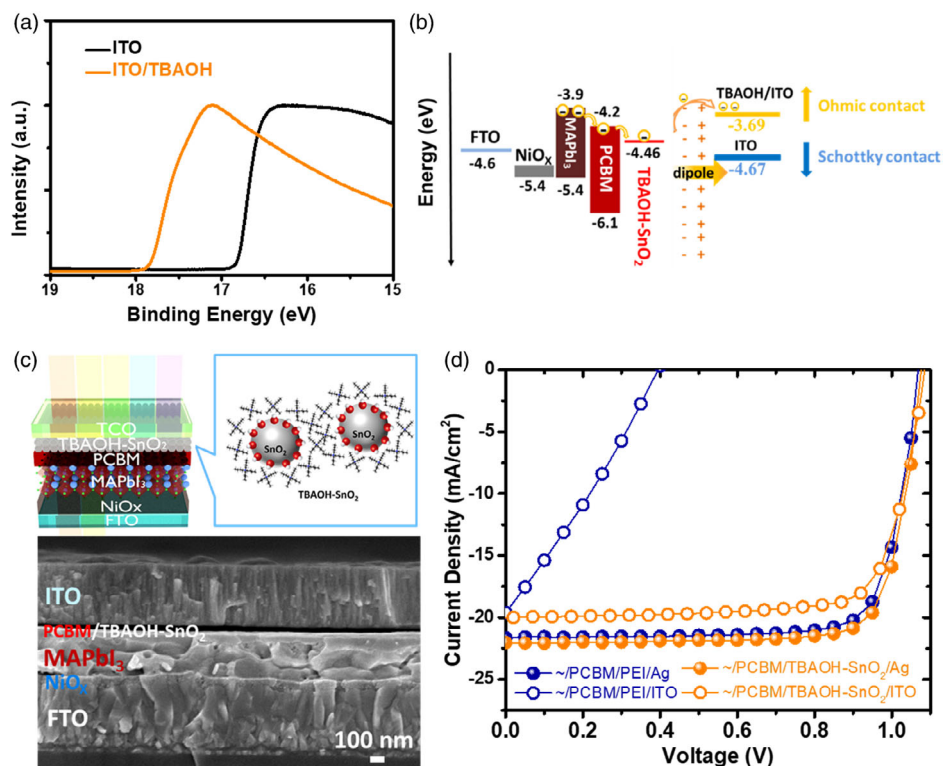 (a)
ITO
ITO/TBAOH
Intensity (a.u.)
19 18 17 16 15
Binding Energy (eV)
(b)
Energy (eV)
FTO
-4.6
NiOX
-5.4
-3.9
MAPbI3
-5.4
-4.2
PCBM
-6.1
-4.46
TBAOH-SnO2
dipole
TBAOH/ITO
-3.69
ITO
-4.67
Ohmic contact
Schottky contact
(c)
TCO
TBAOH-SnO2
PCBM
MAPbI3
NiOx
FTO
SnO2
SnO2
TBAOH-SnO2
ITO
PCBM/TBAOH-SnO2
MAPbI3
NiOX
FTO
100 nm
(d)
Current Density (mA/cm2)
0
-5
-10
-15
-20
-25
~/PCBM/PEI/Ag
~/PCBM/TBAOH-SnO2/Ag
~/PCBM/PEI/ITO
~/PCBM/TBAOH-SnO2/ITO
0.0 0.2 0.4 0.6 0.8 1.0
Voltage (V)